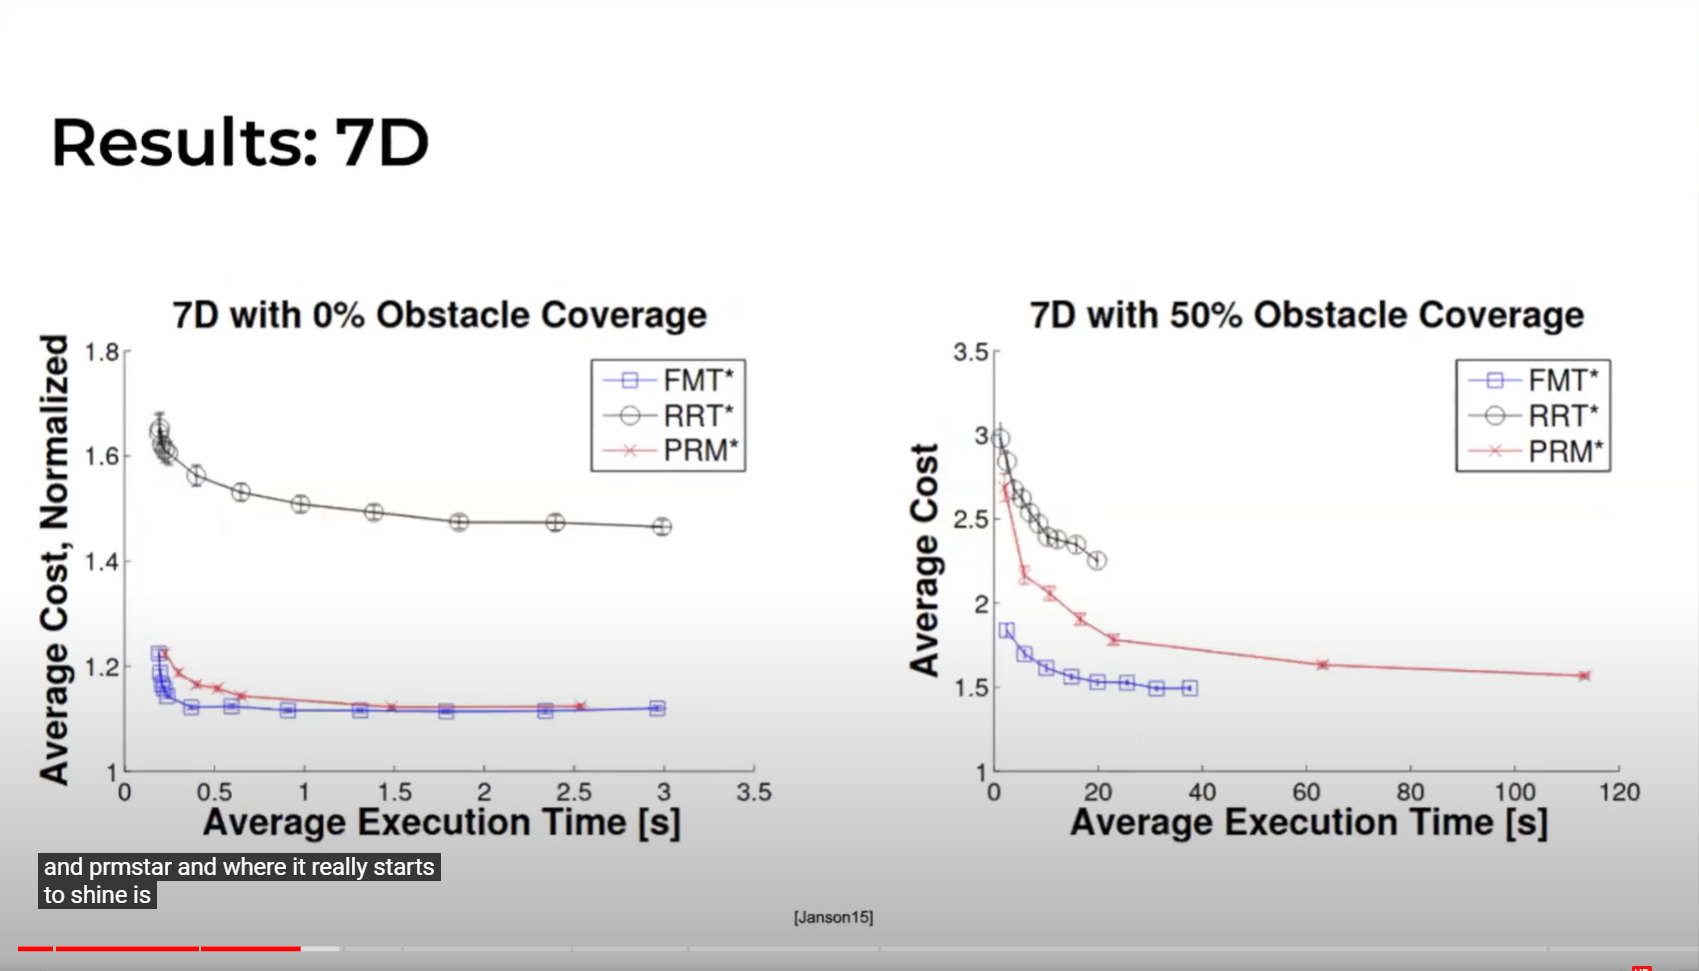 Results: 7D
7D with 0% Obstacle Coverage
Average Cost, Normalized
1.8
1.6
1.4
1.2
1
0 0.5 1 1.5 2 2.5 3 3.5
Average Execution Time [s]
FMT*
RRT*
PRM*
7D with 50% Obstacle Coverage
Average Cost
3.5
3
2.5
2
1.5
1
0 20 40 60 80 100 120
Average Execution Time [s]
FMT*
RRT*
PRM*
and prmstar and where it really starts
to shine is
[Janson15]